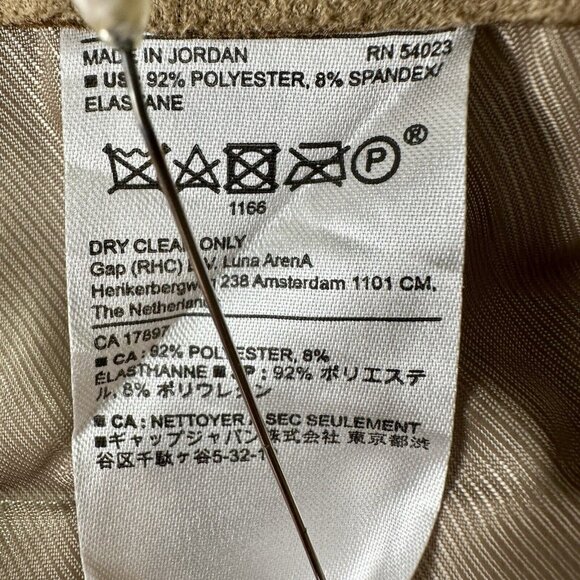 MADE IN JORDAN RN 54023
■ US: 92% POLYESTER, 8% SPANDEX/
ELASTANE
P®
1166
DRY CLEAN ONLY
Gap (RHC) B.V. Luna ArenA
238 Amsterdam 1101 CM.
The Netherlands
CA 17897
■ CA : 92% POLYESTER, 8%
ÉLASTHANNE ■ JP : 92% ポリエステ
ル, 8% ポリウレタン
■ CA : NETTOYER À SEC SEULEMENT
■ギャップジャパン株式会社 東京都渋
谷区千駄ヶ谷5-32-1